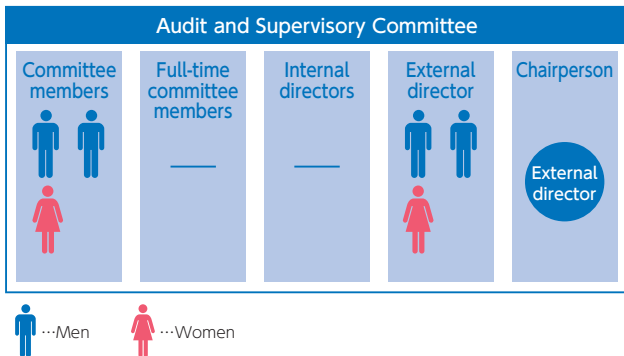 Audit and Supervisory Committee
Committee
members
Full-time
committee
members
Internal
directors
External
director
Chairperson
External
director
…Men
…Women